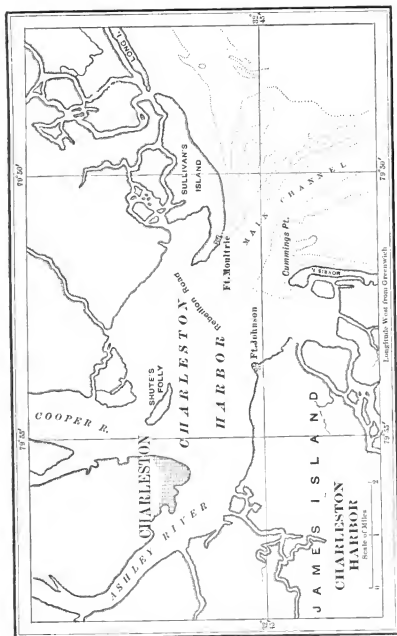 79°55'
79°50'
LONG I.
COOPER R.
SHUTE'S
FOLLY
SULLIVAN'S
ISLAND
CHARLESTON
ASHLEY RIVER
CHARLESTON
HARBOR
Rebellion Road
Ft. Moultrie
45'
MAIN CHANNEL
Ft. Johnson
Cummings Pt.
MORRIS I.
JAMES ISLAND
CHARLESTON
HARBOR
Scale of Miles
0 1 2
79°55'
79°50'
Longitude West from Greenwich